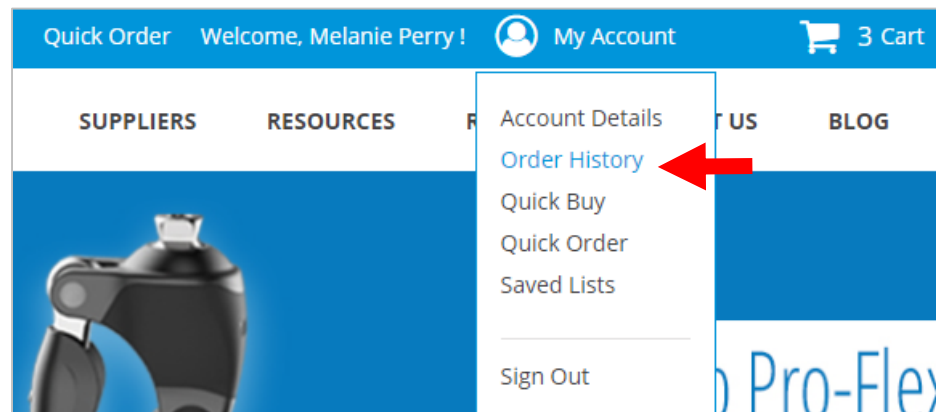 Quick Order Welcome, Melanie Perry ! My Account 3 Cart
SUPPLIERS RESOURCES US BLOG
Account Details
Order History
Quick Buy
Quick Order
Saved Lists
Sign Out
Pro-Flex